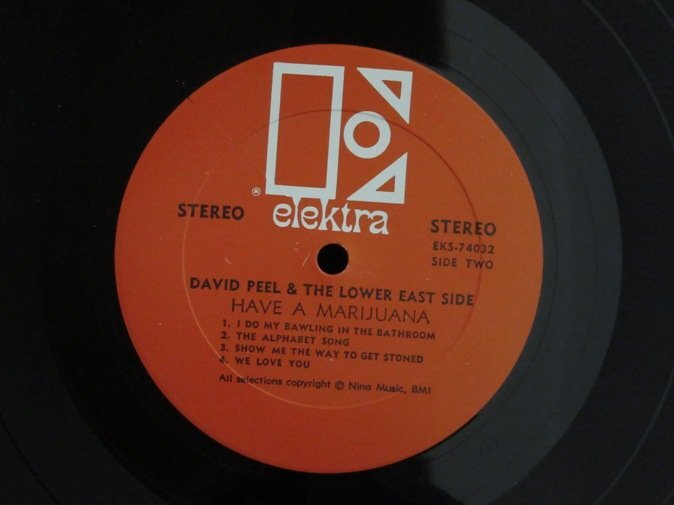 ®
elektra
STEREO
STEREO
EKS-74032
SIDE TWO
DAVID PEEL & THE LOWER EAST SIDE
HAVE A MARIJUANA
1. I DO MY BAWLING IN THE BATHROOM
2. THE ALPHABET SONG
3. SHOW ME THE WAY TO GET STONED
4. WE LOVE YOU
All selections copyright © Nina Music, BMI